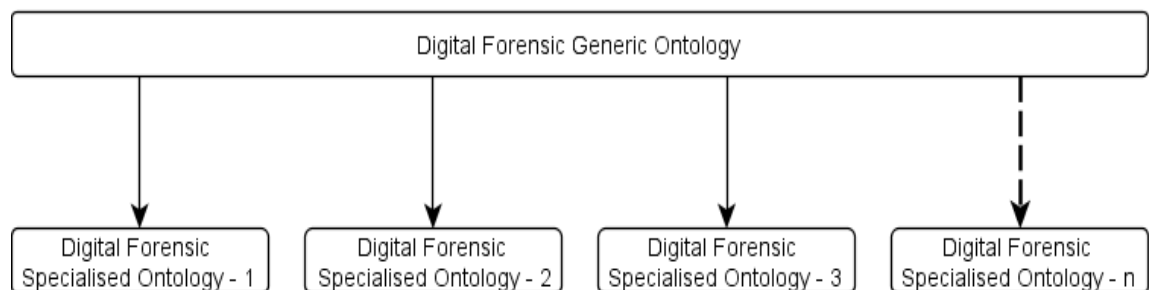 Digital Forensic Generic Ontology
Digital Forensic
Specialised Ontology - 1
Digital Forensic
Specialised Ontology - 2
Digital Forensic
Specialised Ontology - 3
Digital Forensic
Specialised Ontology - n